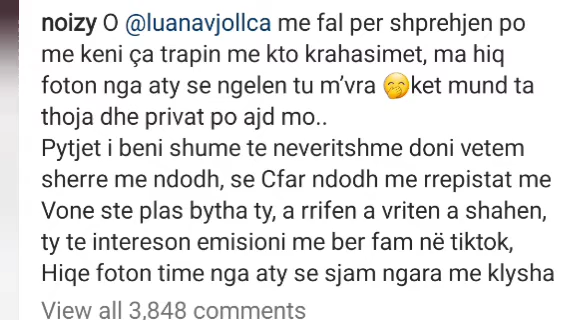 noizy O @luanavjollca me fal per shprehjen po
me keni ça trapin me kto krahasimet, ma hiq
foton nga aty se ngelen tu m’vra 🤭ket mund ta
thoja dhe privat po ajd mo..
Pytjet i beni shume te neveritshme doni vetem
sherre me ndodh, se Cfar ndodh me rrepistat me
Vone ste plas bytha ty, a rrifen a vriten a shahen,
ty te intereson emisioni me ber fam në tiktok,
Hiqe foton time nga aty se sjam ngara me klysha
View all 3,848 comments